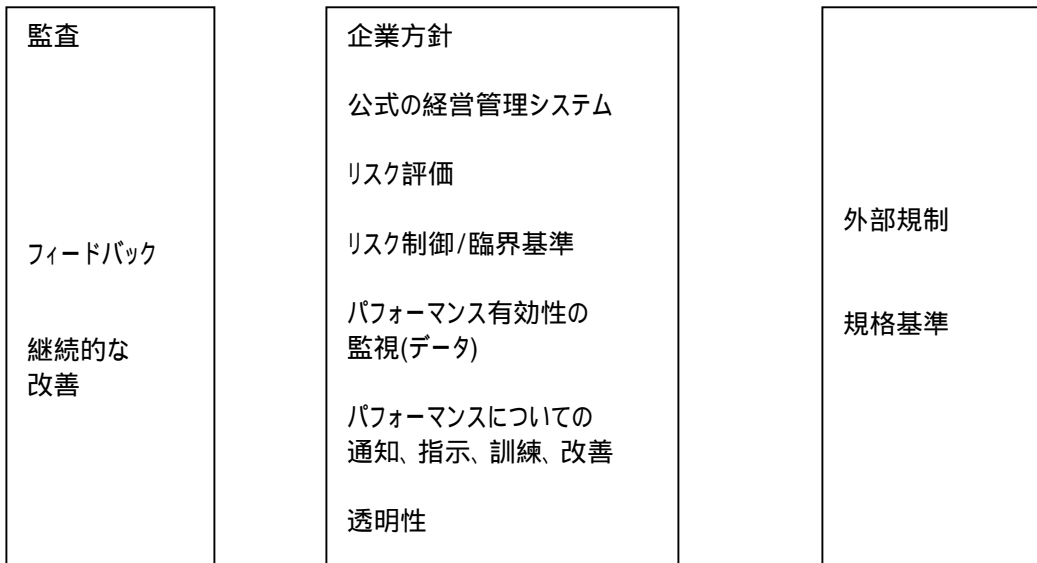 監査
フィードバック
継続的な
改善
企業方針
公式の経営管理システム
リスク評価
リスク制御/臨界基準
パフォーマンス有効性の
監視(データ)
パフォーマンスについての
通知、指示、訓練、改善
透明性
外部規制
規格基準